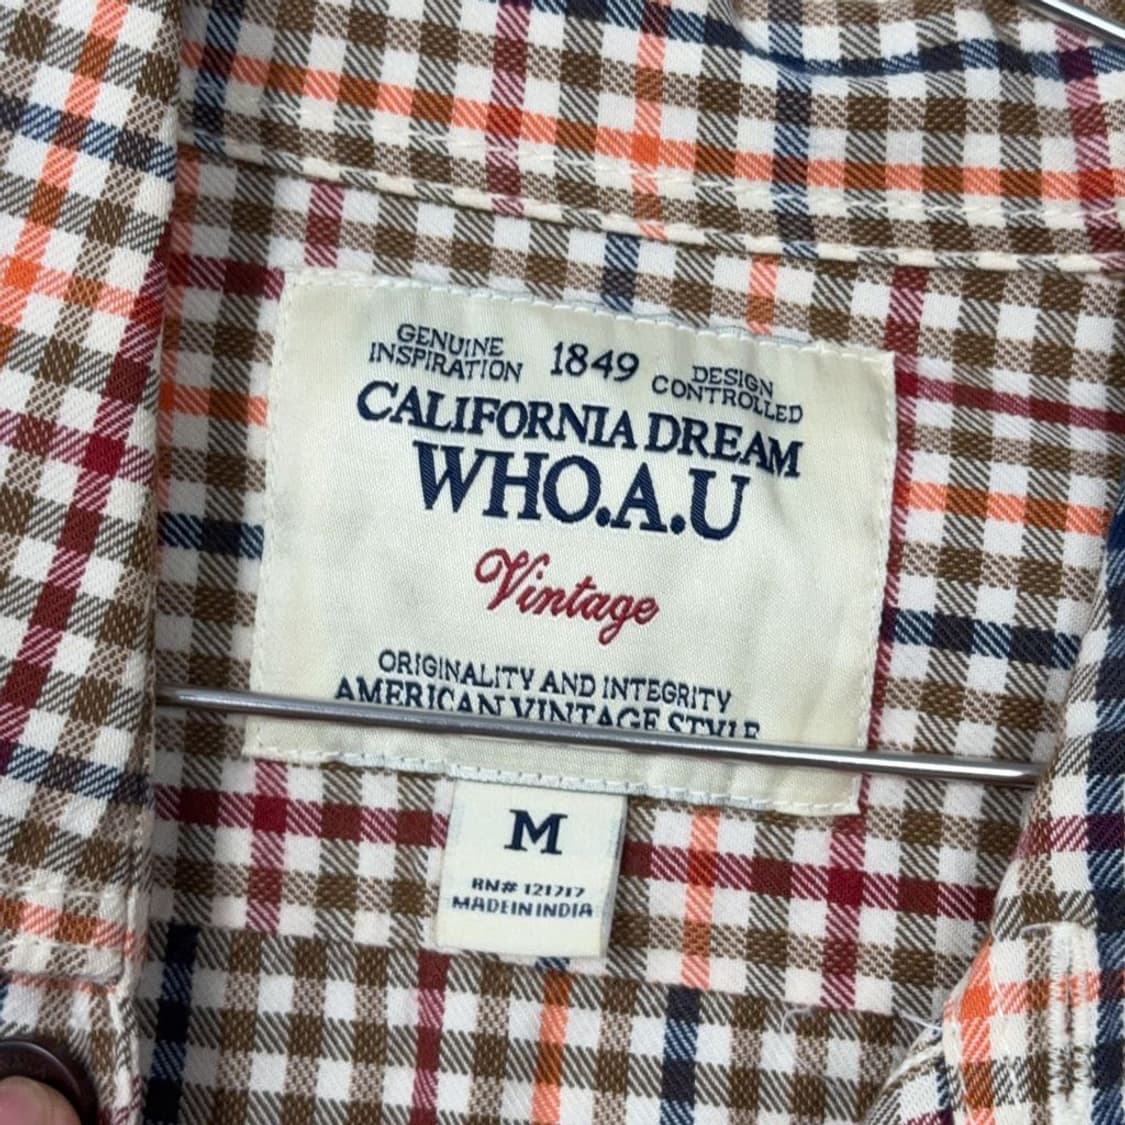 GENUINE INSPIRATION 1849 DESIGN CONTROLLED
CALIFORNIA DREAM
WHO.A.U
Vintage
ORIGINALITY AND INTEGRITY
AMERICAN VINTAGE STYLE
M
RN# 121717
MADE IN INDIA